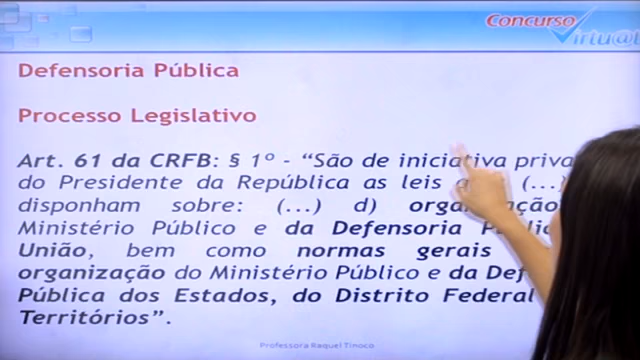 Concurso
Virtu@
Defensoria Pública
Processo Legislativo
Art. 61 da CRFB: § 1º - “São de iniciativa priva
do Presidente da República as leis (...)
disponham sobre: (...) d) organização
Ministério Público e da Defensoria
União, bem como normas gerais
organização do Ministério Público e da Def
Pública dos Estados, do Distrito Federal
Territórios”.
Professora Raquel Tinoco